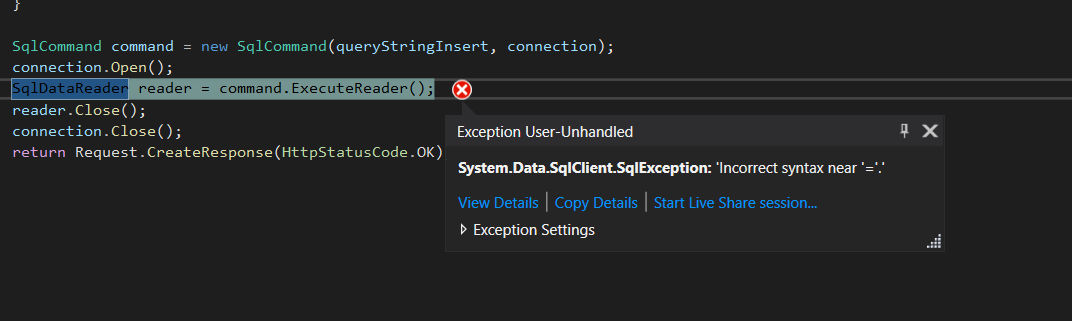 }
SqlCommand command = new SqlCommand(queryStringInsert, connection);
connection.Open();
SqlDataReader reader = command.ExecuteReader();
reader.Close();
connection.Close();
return Request.CreateResponse(HttpStatusCode.OK)
Exception User-Unhandled
System.Data.SqlClient.SqlException: 'Incorrect syntax near '='.'
View Details | Copy Details | Start Live Share session...
Exception Settings